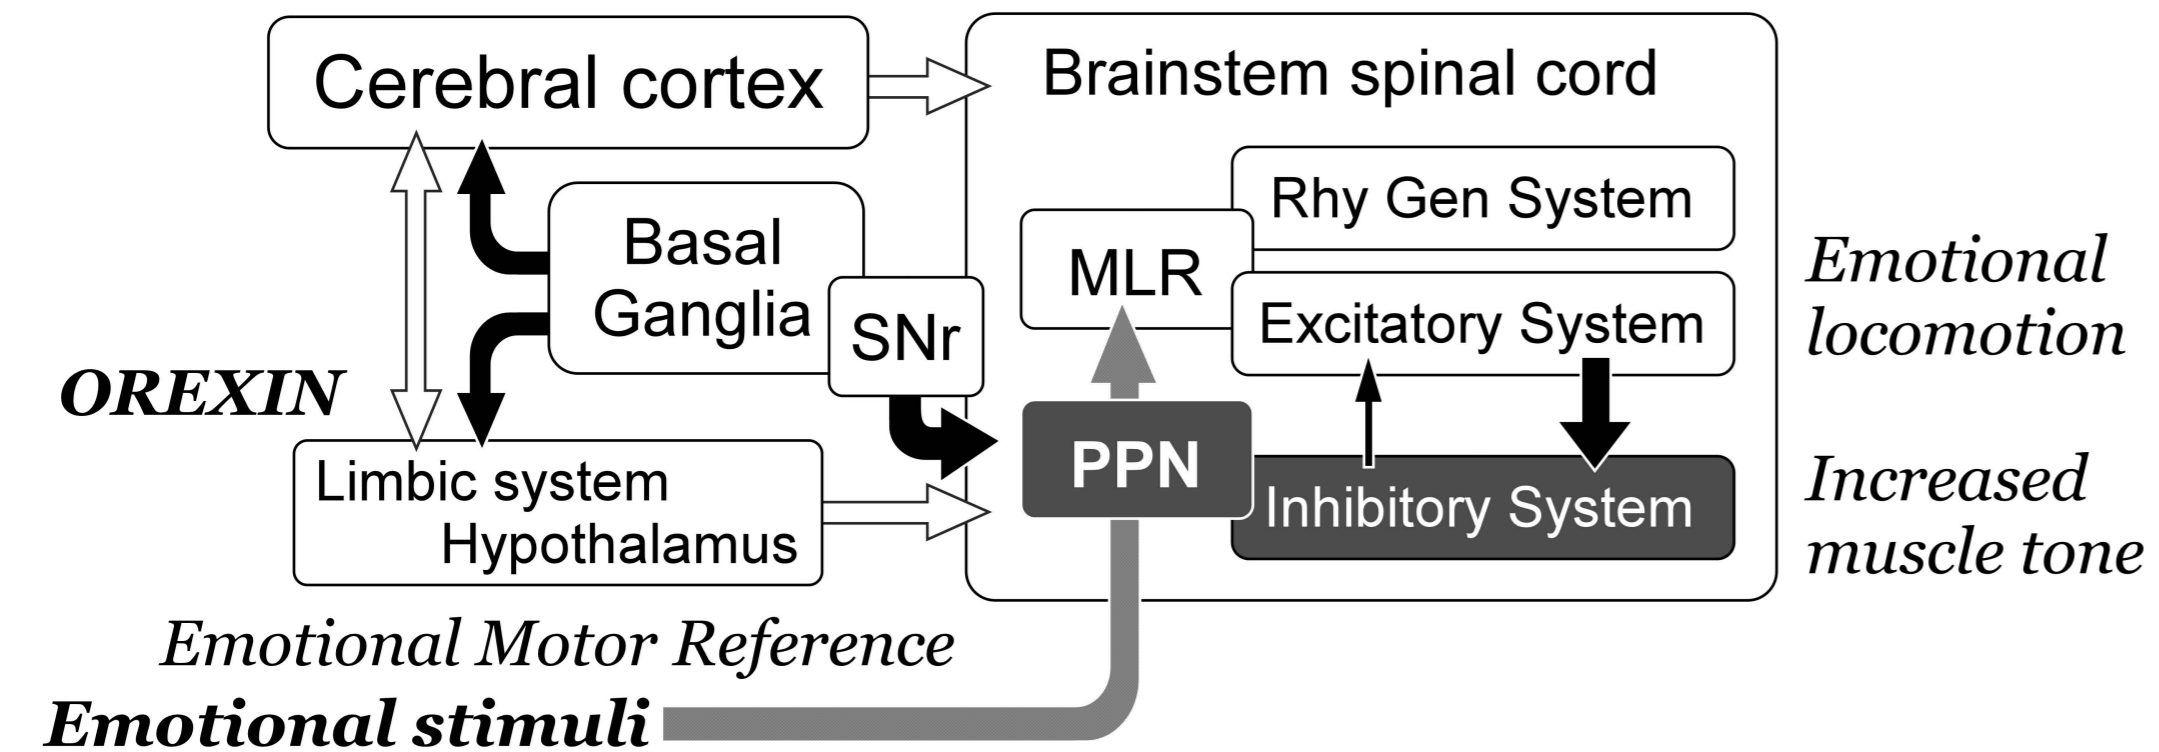 Cerebral cortex
Brainstem spinal cord
Rhy Gen System
Basal
Ganglia
MLR
SNr
Excitatory System
Emotional
locomotion
OREXIN
PPN
Limbic system
Hypothalamus
Inhibitory System
Increased
muscle tone
Emotional Motor Reference
Emotional stimuli